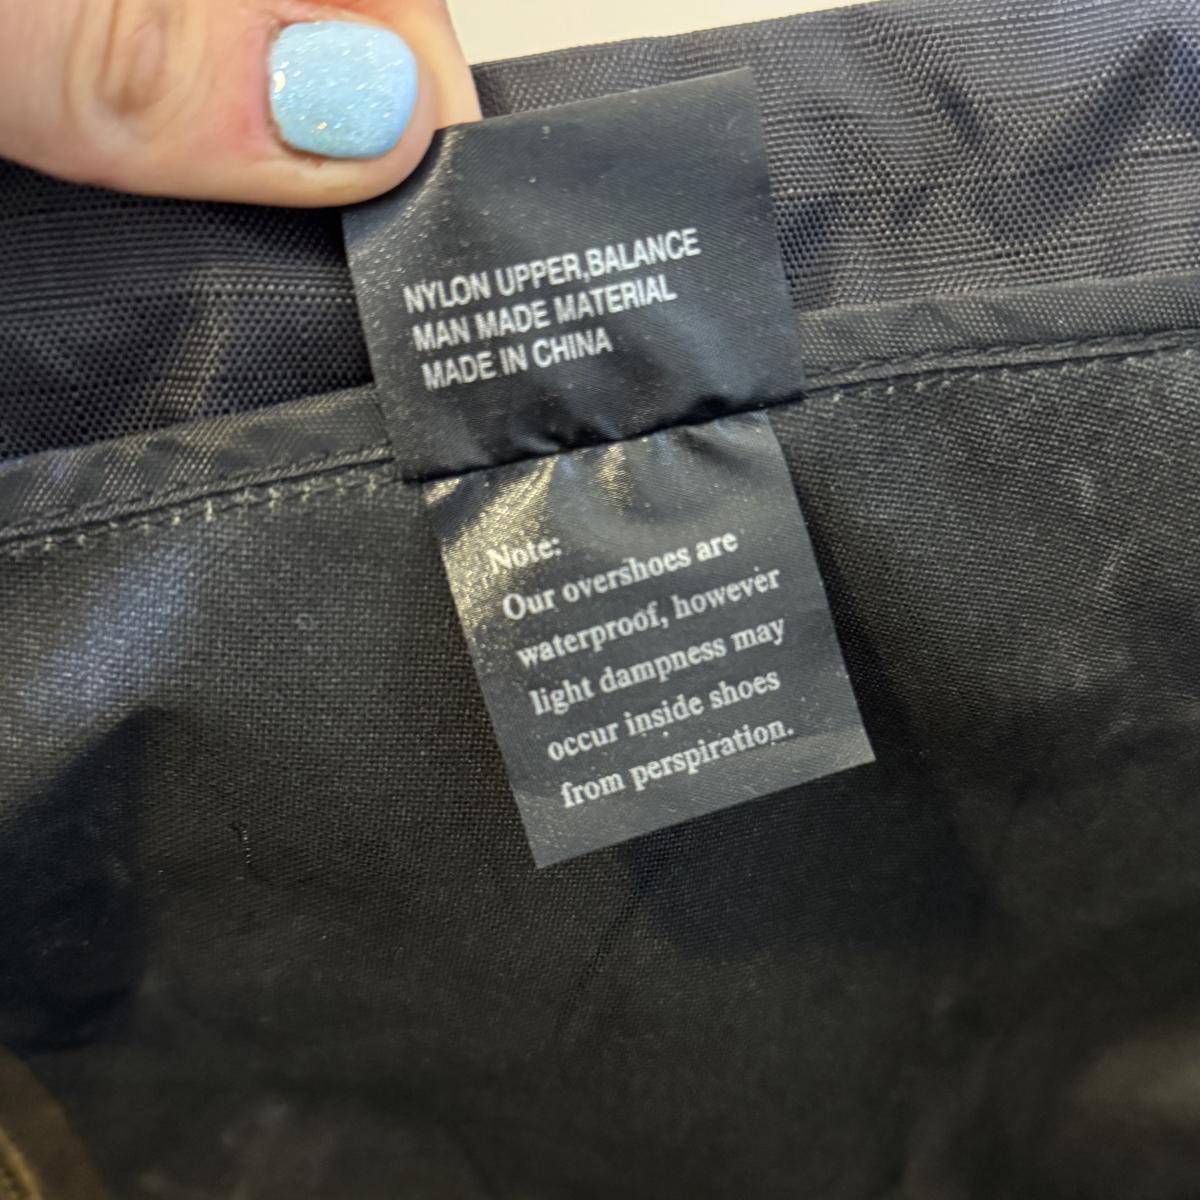 NYLON UPPER,BALANCE
MAN MADE MATERIAL
MADE IN CHINA
Note:
Our overshoes are
waterproof, however
light dampness may
occur inside shoes
from perspiration.